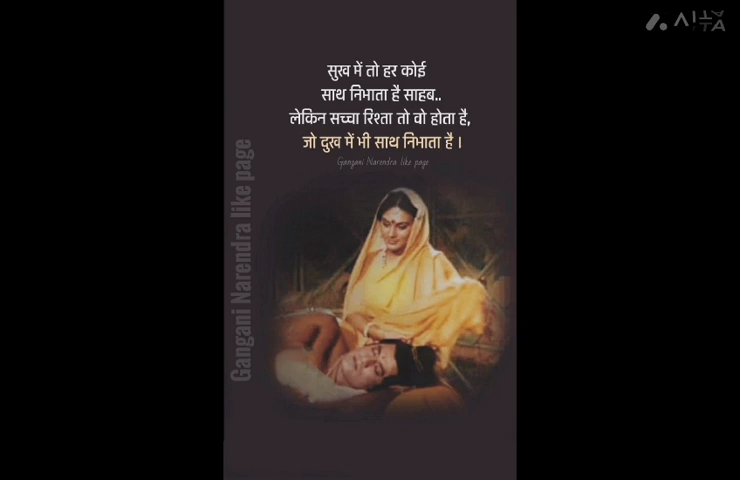 सुख में तो हर कोई
साथ निभाता है साहब..
लेकिन सच्चा रिश्ता तो वो होता है,
जो दुख में भी साथ निभाता है ।
Gangani Narendra like page
Gangani Narendra like page